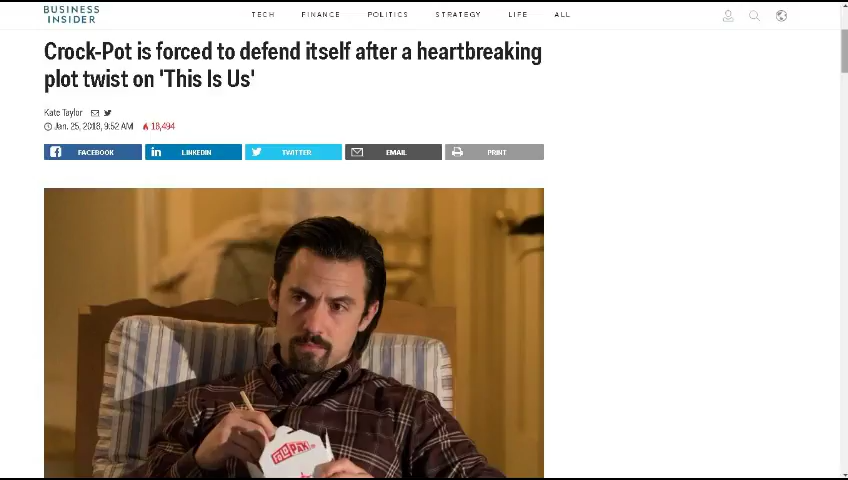 BUSINESS
INSIDER
TECH FINANCE POLITICS STRATEGY LIFE ALL
Crock-Pot is forced to defend itself after a heartbreaking
plot twist on 'This Is Us'
Kate Taylor
Jan. 25, 2018, 9:52 AM 18,494
FACEBOOK LINKEDIN TWITTER EMAIL PRINT
FOLD-PAK